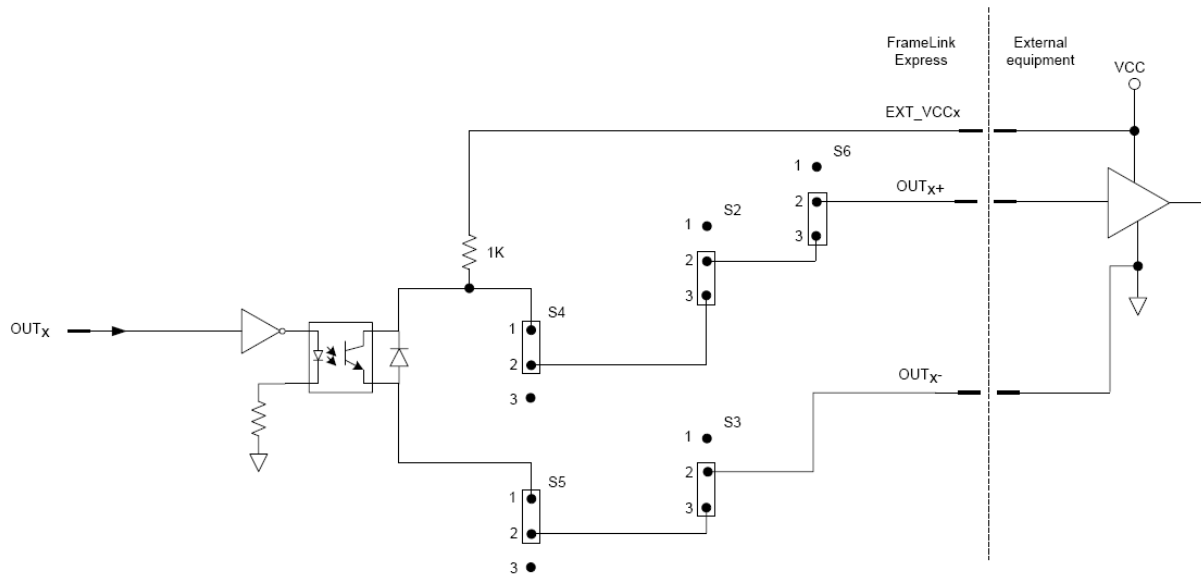 FrameLink
Express
External
equipment
VCC
EXT_VCCx
S6
1
2
3
OUTx+
S2
1
2
3
1K
S4
1
2
3
OUTx
OUTx-
S3
1
2
3
S5
1
2
3